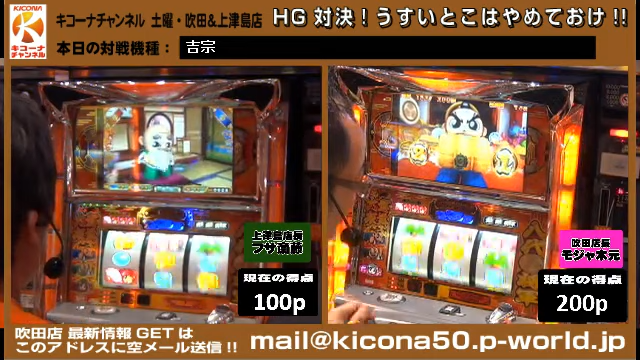 KICONA
キコーナ
チャンネル
キコーナチャンネル 土曜・吹田&上津島店
HG対決!うすいとこはやめておけ!!
本日の対戦機種:
吉宗
上津島店長
フサ須前
現在の得点
100p
吹田店長
モジャ木元
現在の得点
200p
吹田店 最新情報GETは
このアドレスに空メール送信!!
mail@kicona50.p-world.jp